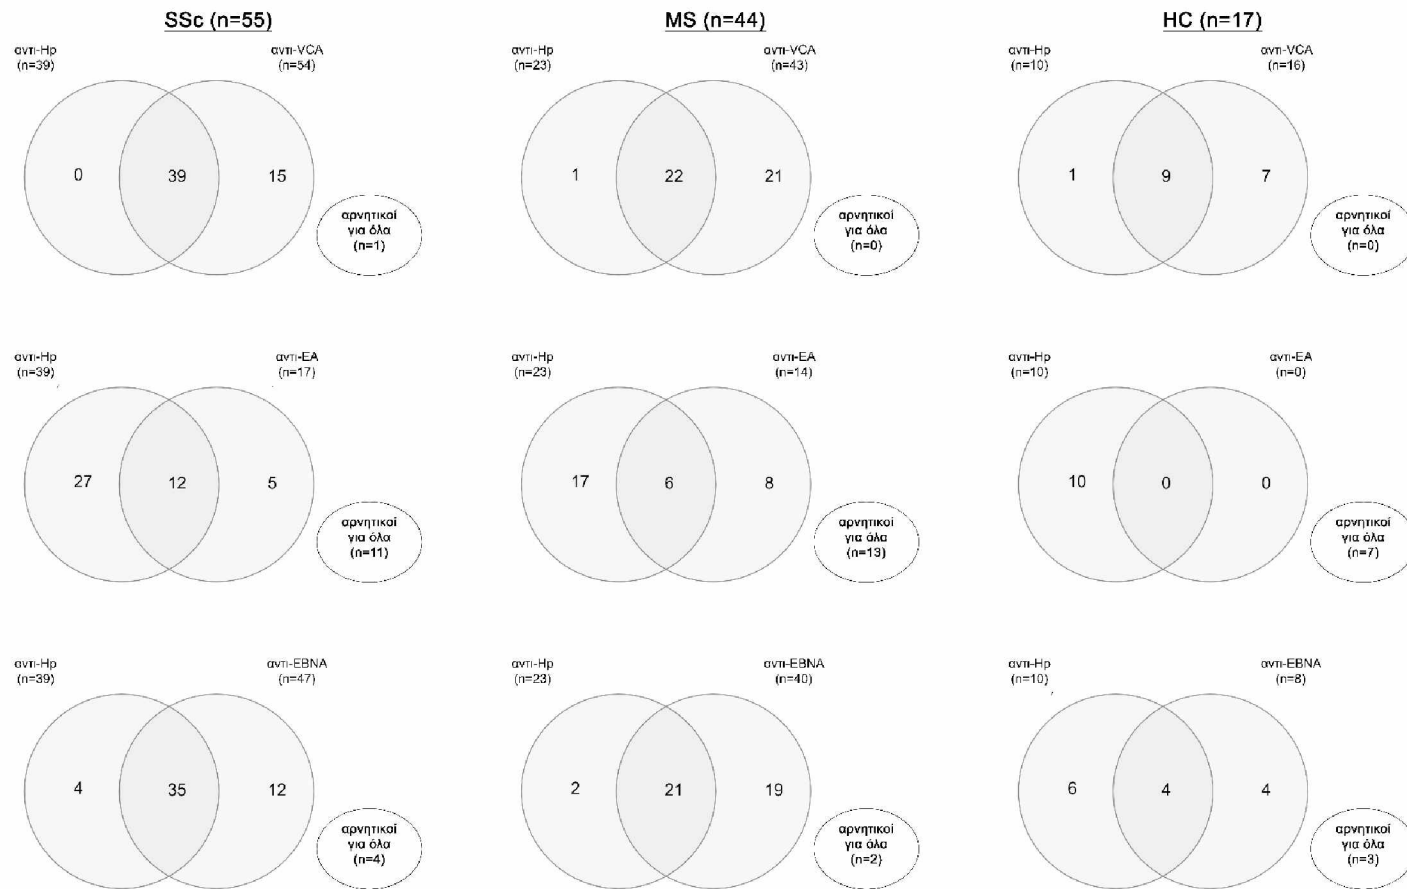 SSc (n=55)
MS (n=44)
HC (n=17)
αντι-Hp
(n=39)
αντι-VCA
(n=54)
0
39
15
αρνητικοί
για όλα
(n=1)
αντι-Hp
(n=23)
αντι-VCA
(n=43)
1
22
21
αρνητικοί
για όλα
(n=0)
αντι-Hp
(n=10)
αντι-VCA
(n=16)
1
9
7
αρνητικοί
για όλα
(n=0)
αντι-Hp
(n=39)
αντι-EA
(n=17)
27
12
5
αρνητικοί
για όλα
(n=11)
αντι-Hp
(n=23)
αντι-EA
(n=14)
17
6
8
αρνητικοί
για όλα
(n=13)
αντι-Hp
(n=10)
αντι-EA
(n=0)
10
0
0
αρνητικοί
για όλα
(n=7)
αντι-Hp
(n=39)
αντι-EBNA
(n=47)
4
35
12
αρνητικοί
για όλα
(n=4)
αντι-Hp
(n=23)
αντι-EBNA
(n=40)
2
21
19
αρνητικοί
για όλα
(n=2)
αντι-Hp
(n=10)
αντι-EBNA
(n=8)
6
4
4
αρνητικοί
για όλα
(n=3)